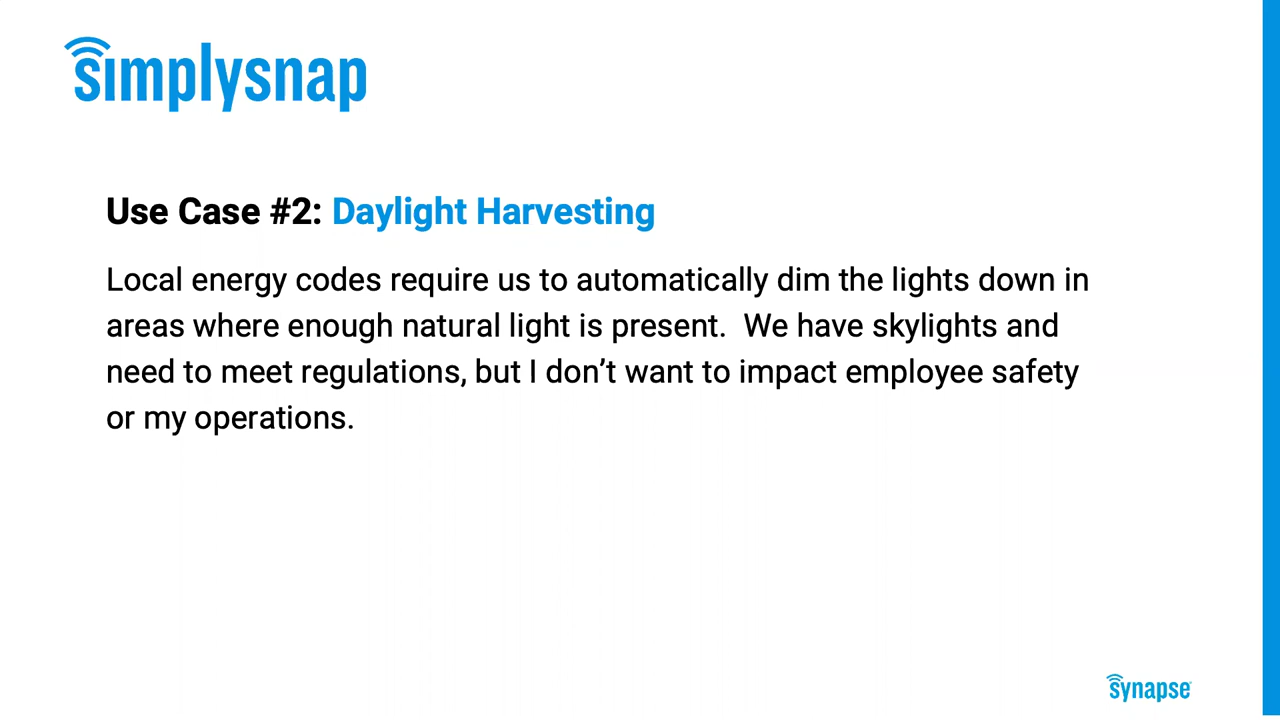 simplysnap
Use Case #2: Daylight Harvesting
Local energy codes require us to automatically dim the lights down in
areas where enough natural light is present.  We have skylights and
need to meet regulations, but I don’t want to impact employee safety
or my operations.
synapse